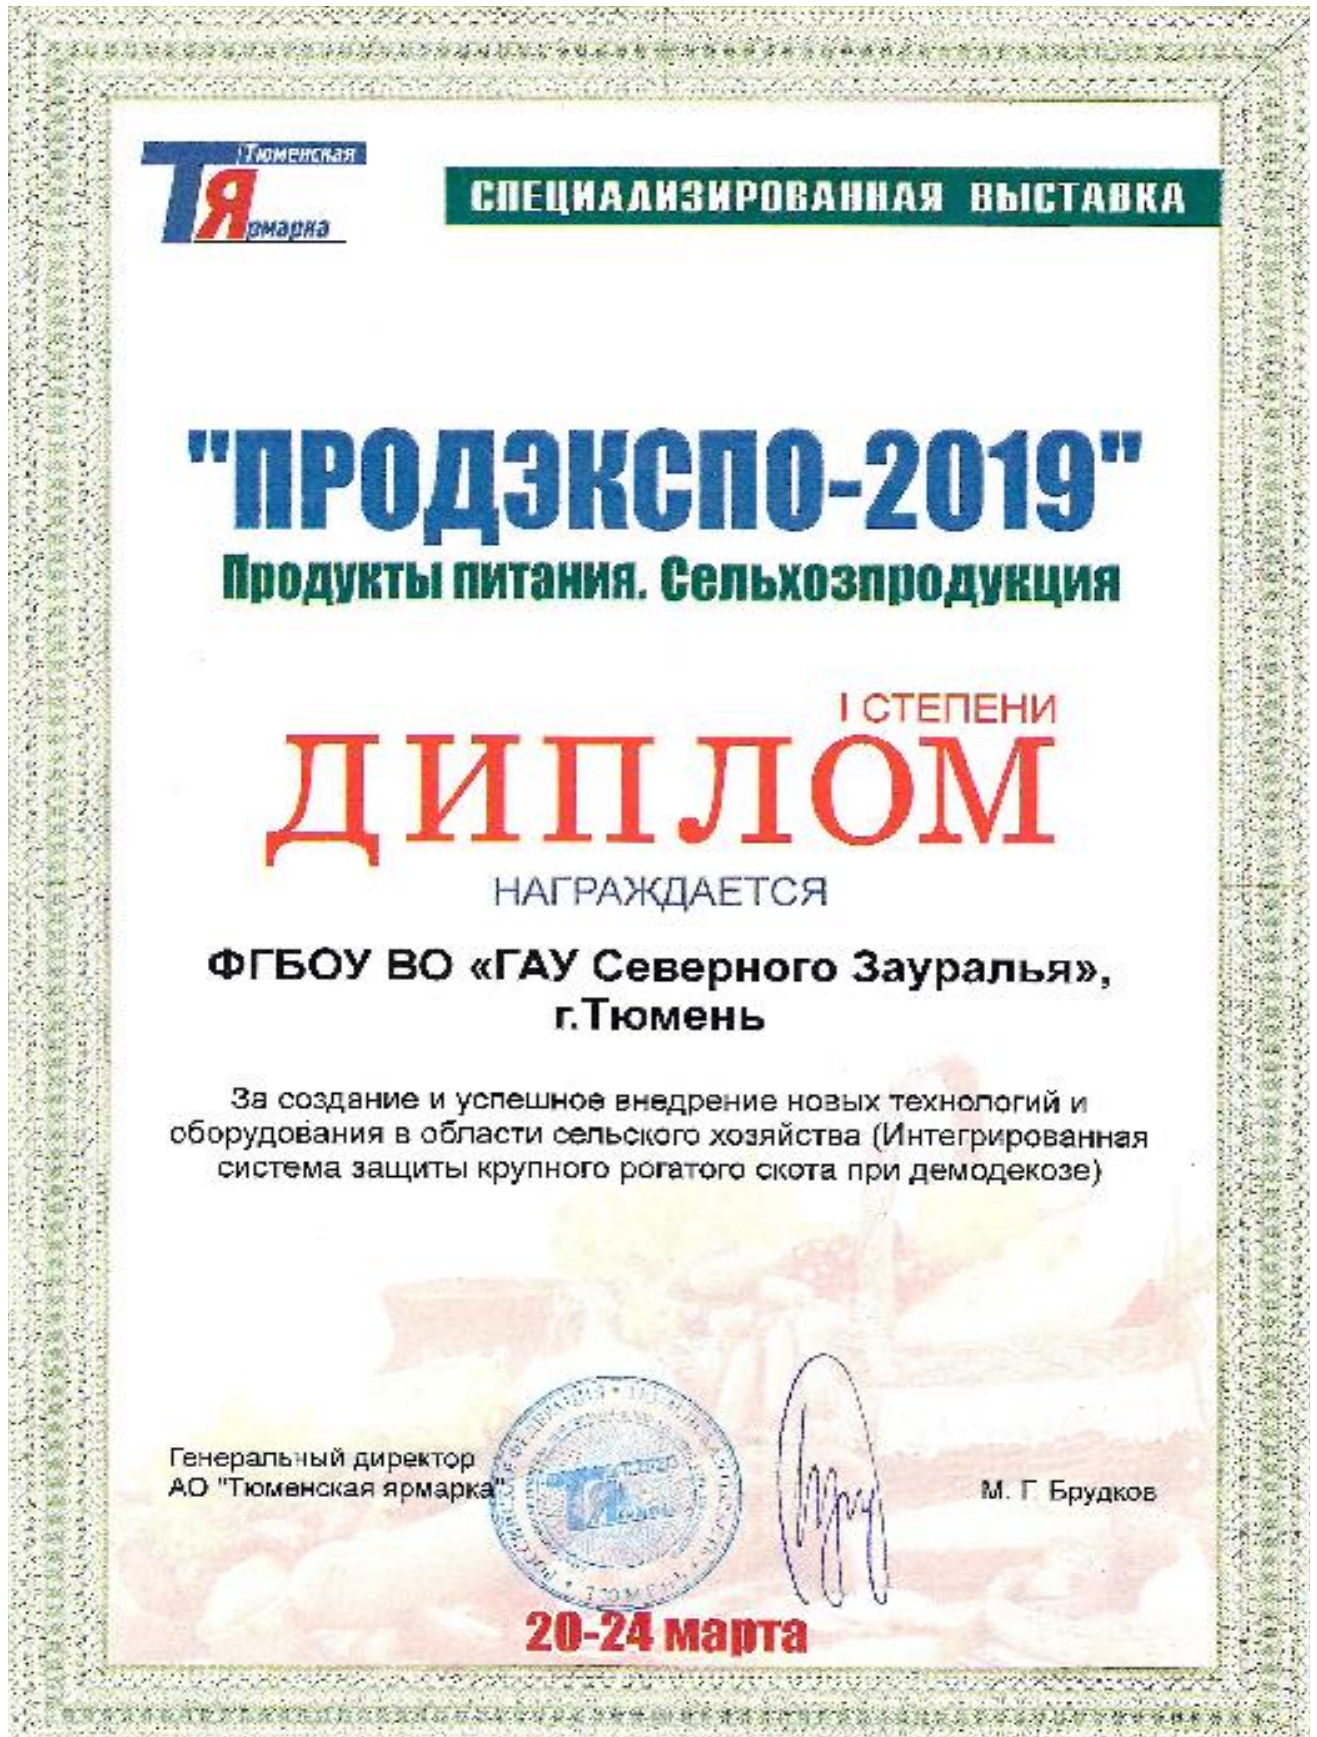 Тюменская
Ярмарка
СПЕЦИАЛИЗИРОВАННАЯ ВЫСТАВКА
"ПРОДЭКСПО-2019"
Продукты питания. Сельхозпродукция
I СТЕПЕНИ
ДИПЛОМ
НАГРАЖДАЕТСЯ
ФГБОУ ВО «ГАУ Северного Зауралья»,
г.Тюмень
За создание и успешное внедрение новых технологий и
оборудования в области сельского хозяйства (Интегрированная
система защиты крупного рогатого скота при демодекозе)
Генеральный директор
АО "Тюменская ярмарка"
М. Г. Брудков
20-24 марта